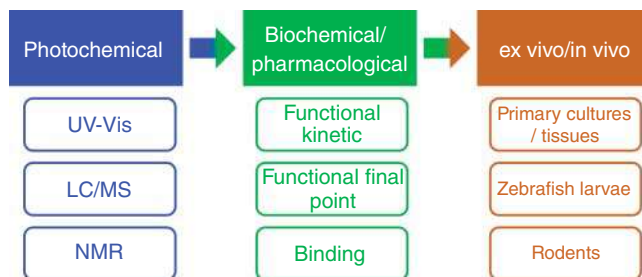 Photochemical
UV-Vis
LC/MS
NMR
Biochemical/
pharmacological
Functional
kinetic
Functional final
point
Binding
ex vivo/in vivo
Primary cultures
/ tissues
Zebrafish larvae
Rodents